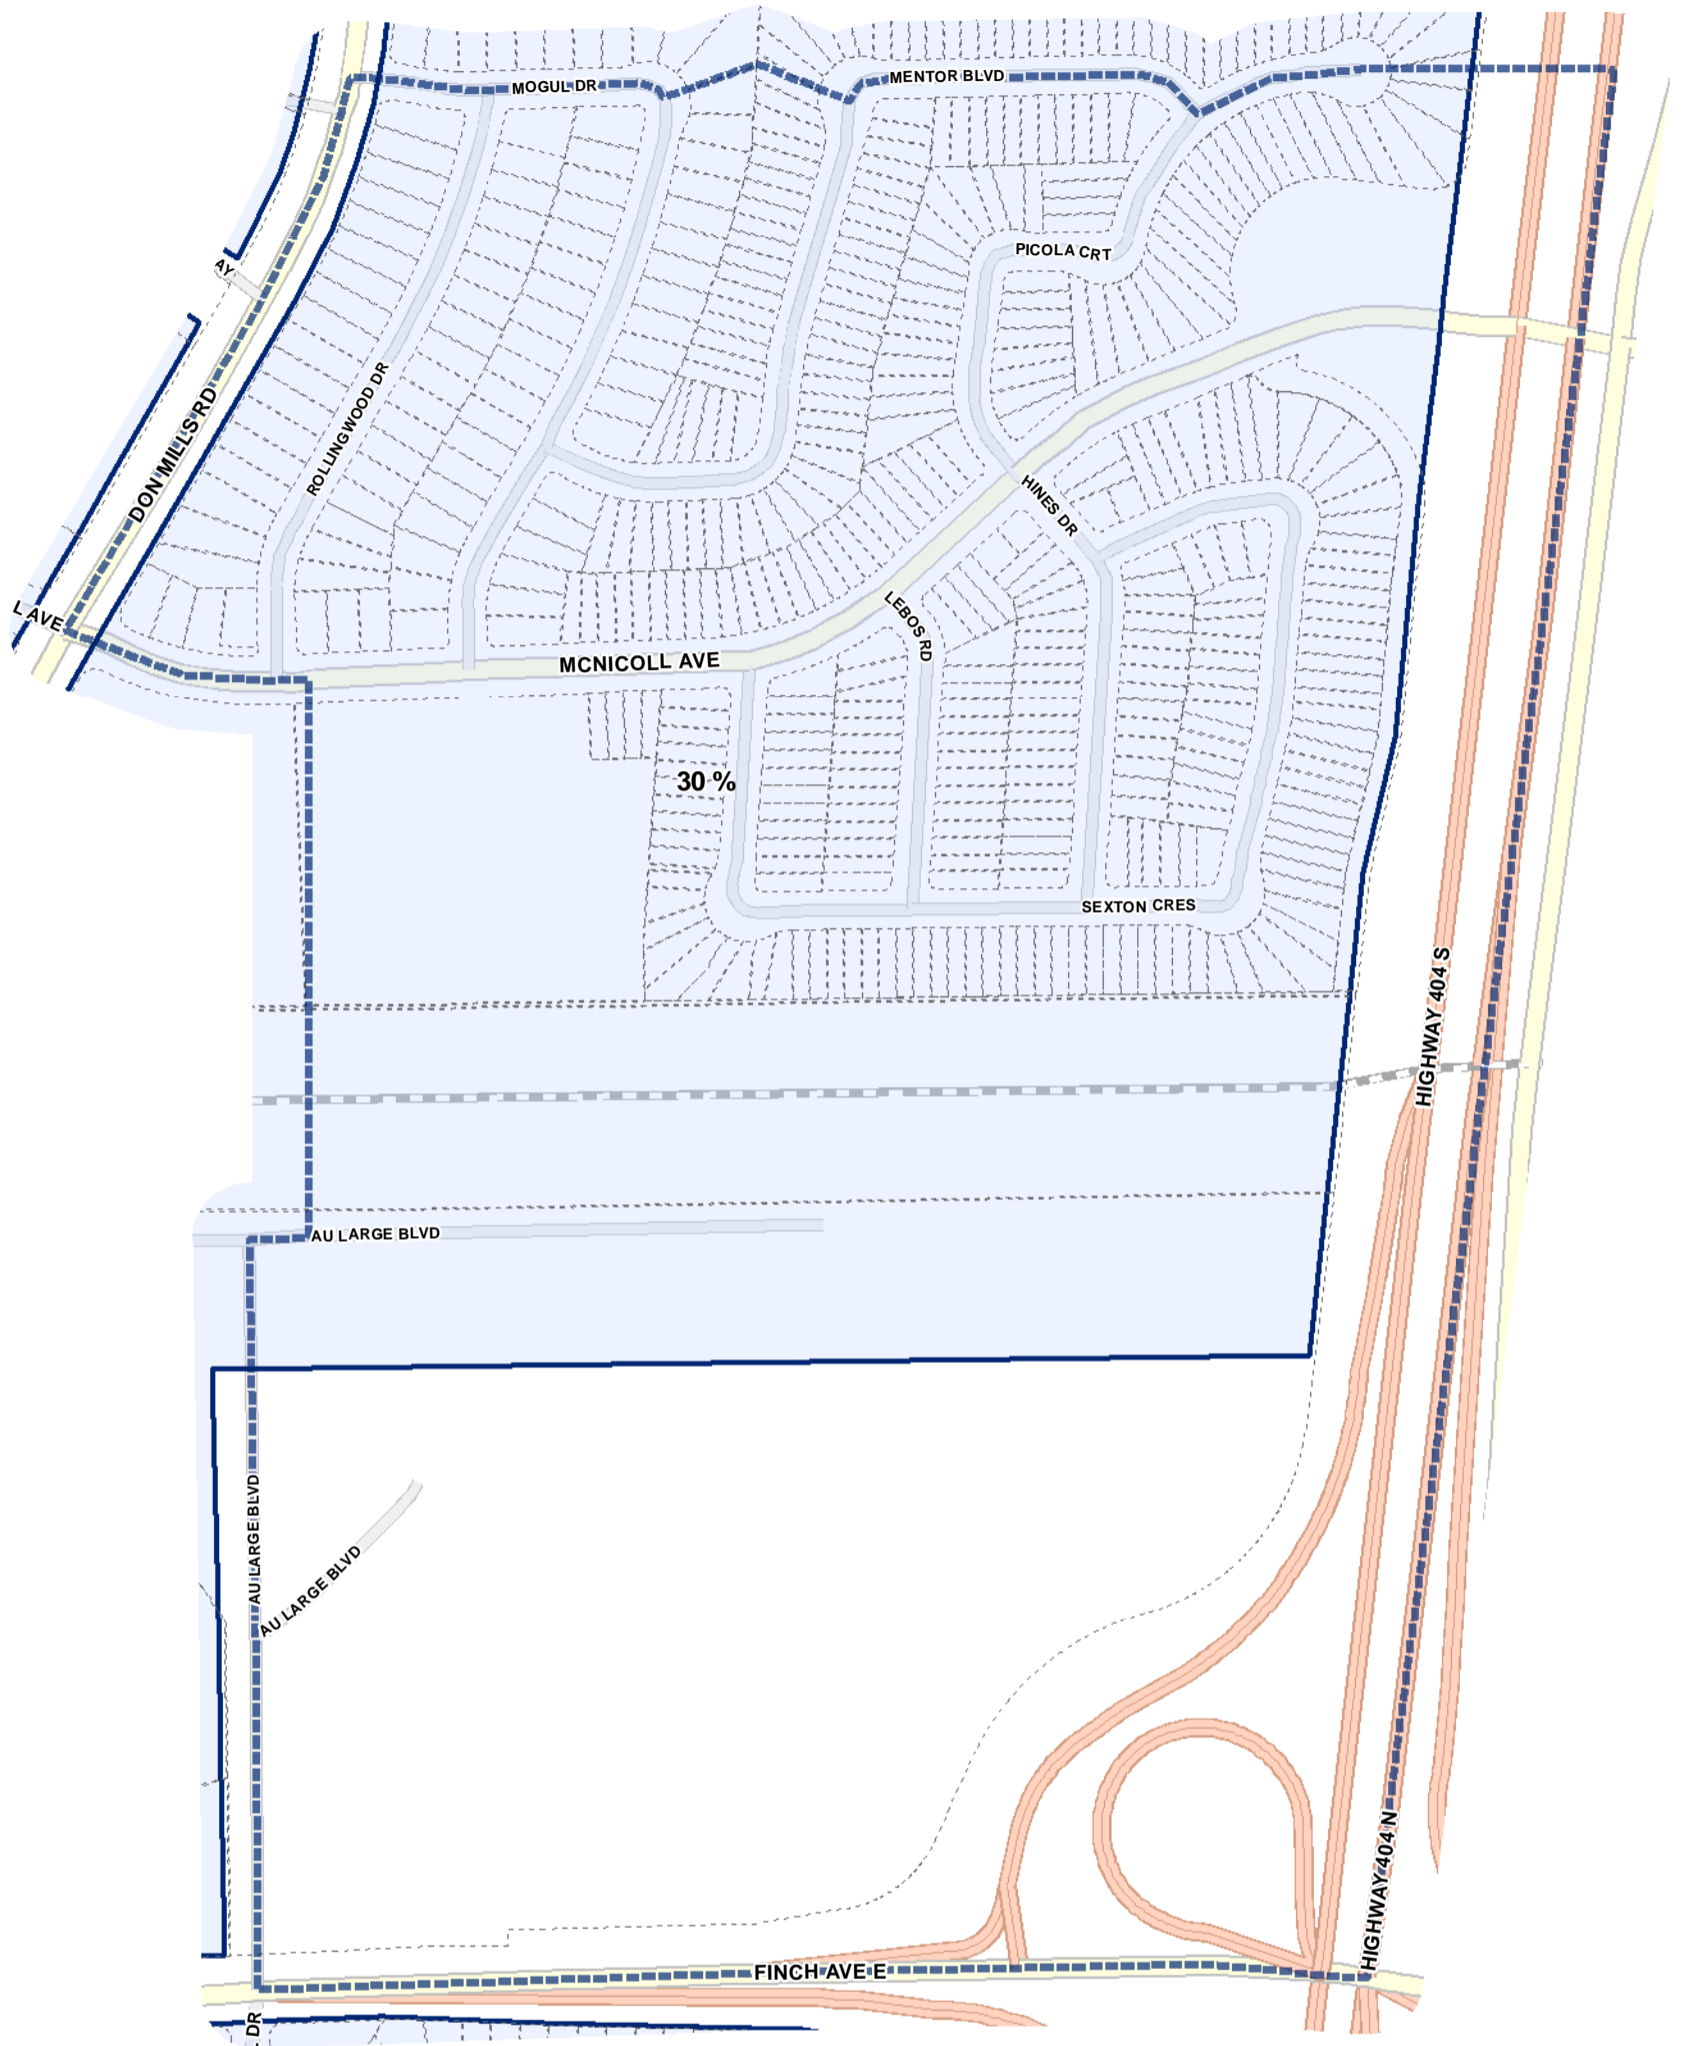 MOGUL DR
MENTOR BLVD
PICOLA CRT
AY
DON MILLS RD
ROLLINGWOOD DR
HINES DR
L AVE
LEBOS RD
MCNICOLL AVE
30 %
SEXTON CRES
HIGHWAY 404 S
AU LARGE BLVD
AU LARGE BLVD
AU LARGE BLVD
HIGHWAY 404 N
FINCH AVE E
DR